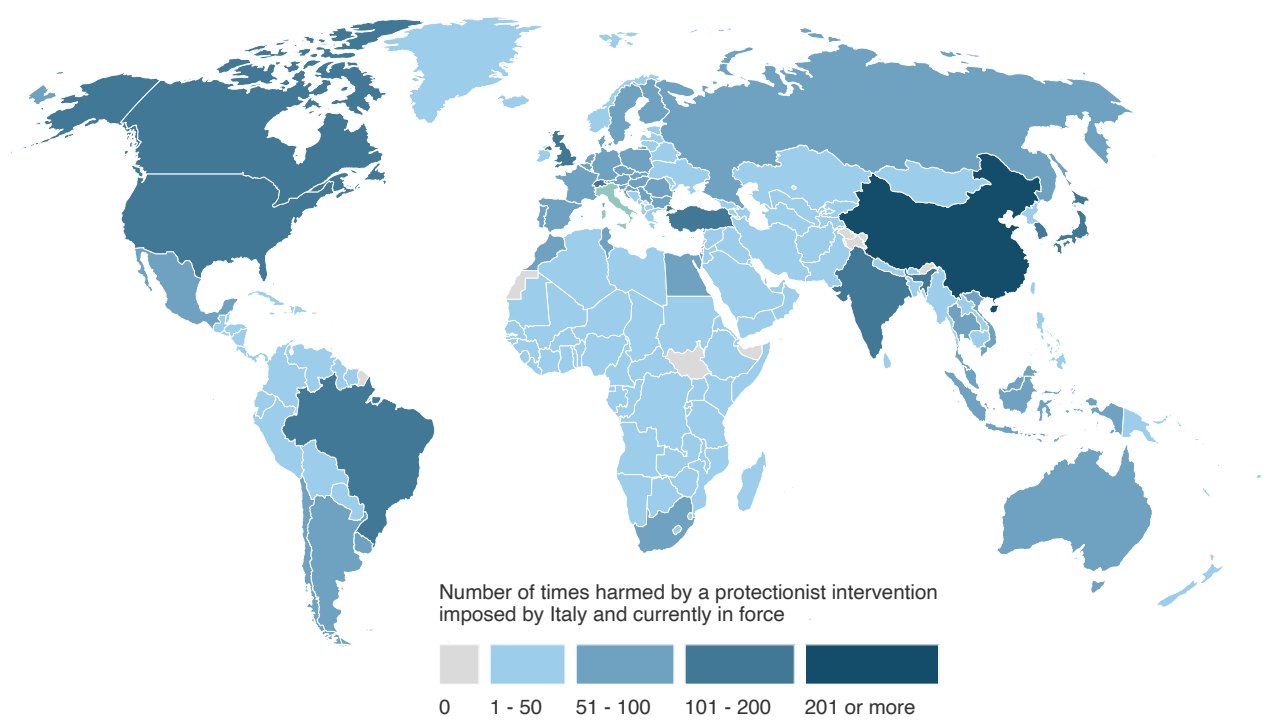 Number of times harmed by a protectionist intervention
imposed by Italy and currently in force
0 1 - 50 51 - 100 101 - 200 201 or more